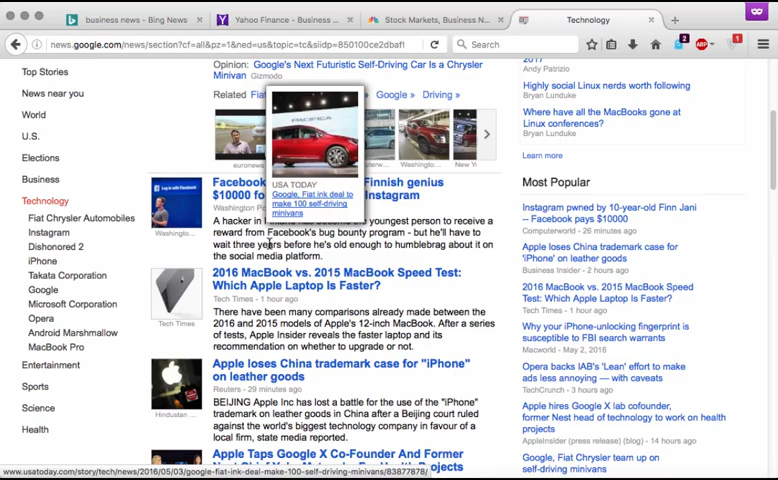 business news - Bing News
Yahoo Finance - Business ...
Stock Markets, Business N...
Technology
news.google.com/news/section?cf=all&pz=1&ned=us&topic=tc&siidp=850100ce2dbaf1
Search
2
ABP
1
Top Stories
News near you
World
U.S.
Elections
Business
Technology
Fiat Chrysler Automobiles
Instagram
Dishonored 2
iPhone
Takata Corporation
Google
Microsoft Corporation
Opera
Android Marshmallow
MacBook Pro
Entertainment
Sports
Science
Health
Opinion: Google's Next Futuristic Self-Driving Car Is a Chrysler
Minivan Gizmodo
Related Google » Driving »
euronews
Washingto...
New Y
PACIFICA
USA TODAY
Google, Fiat ink deal to
make 100 self-driving
minivans
Facebook Finnish genius
$10000 Instagram
Washington
A hacker in youngest person to receive a
reward from Facebook's bug bounty program - but he'll have to
wait three years before he's old enough to humblebrag about it on
the social media platform.
Log in with Facebook
Washingto...
2016 MacBook vs. 2015 MacBook Speed Test:
Which Apple Laptop Is Faster?
Tech Times - 1 hour ago
There have been many comparisons already made between the
2016 and 2015 models of Apple's 12-inch MacBook. After a series
of tests, Apple Insider reveals the faster laptop and its
recommendation on whether to upgrade or not.
Tech Times
Apple loses China trademark case for "iPhone"
on leather goods
Reuters - 29 minutes ago
BEIJING Apple Inc has lost a battle for the use of the "iPhone"
trademark on leather goods in China after a Beijing court ruled
against the world's biggest technology company in favour of a
local firm, state media reported.
Hindustan ...
Apple Taps Google X Co-Founder And Former
2017
Andy Patrizio
Highly social Linux nerds worth following
Bryan Lunduke
Where have all the MacBooks gone at
Linux conferences?
Bryan Lunduke
Learn more
Most Popular
Instagram pwned by 10-year-old Finn Jani
-- Facebook pays $10000
Computerworld - 26 minutes ago
Apple loses China trademark case for
'iPhone' on leather goods
Business Insider - 2 hours ago
2016 MacBook vs. 2015 MacBook Speed
Test: Which Apple Laptop Is Faster?
Tech Times - 1 hour ago
Why your iPhone-unlocking fingerprint is
susceptible to FBI search warrants
Macworld - May 2, 2016
Opera backs IAB's 'Lean' effort to make
ads less annoying — with caveats
TechCrunch - 3 hours ago
Apple hires Google X lab cofounder,
former Nest head of technology to work on health
projects
AppleInsider (press release) (blog) - 14 hours ago
Google, Fiat Chrysler team up on
self-driving minivans
www.usatoday.com/story/tech/news/2016/05/03/google-fiat-ink-deal-make-100-self-driving-minivans/83877878/